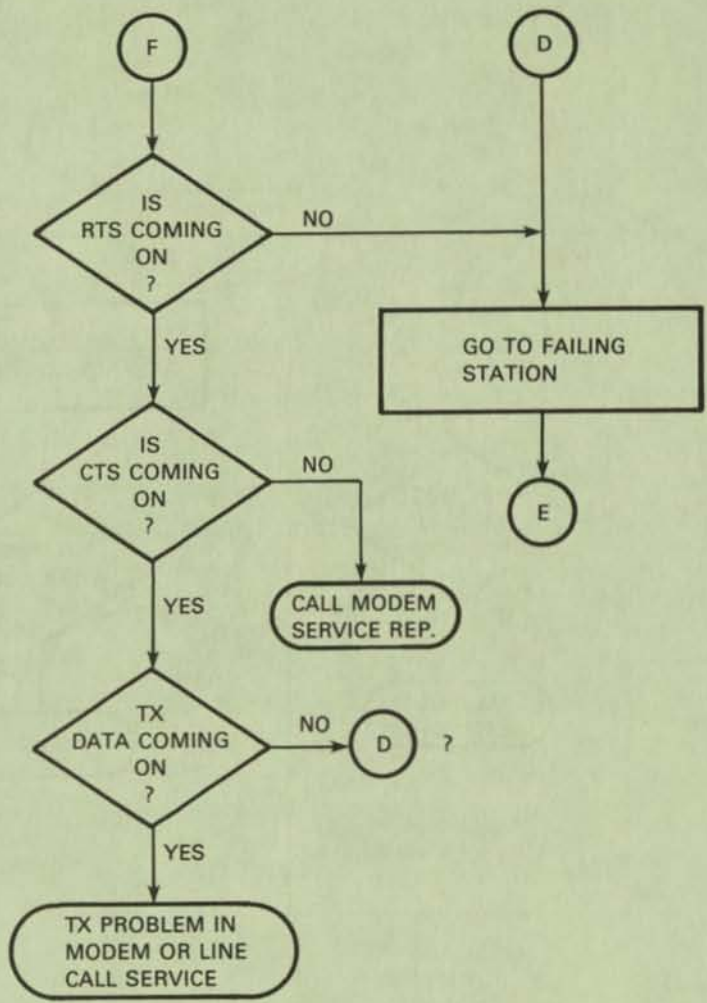 F
D
IS
RTS COMING
ON
?
NO
YES
GO TO FAILING
STATION
IS
CTS COMING
ON
?
NO
E
YES
CALL MODEM
SERVICE REP.
TX
DATA COMING
ON
?
NO
D
?
YES
TX PROBLEM IN
MODEM OR LINE
CALL SERVICE